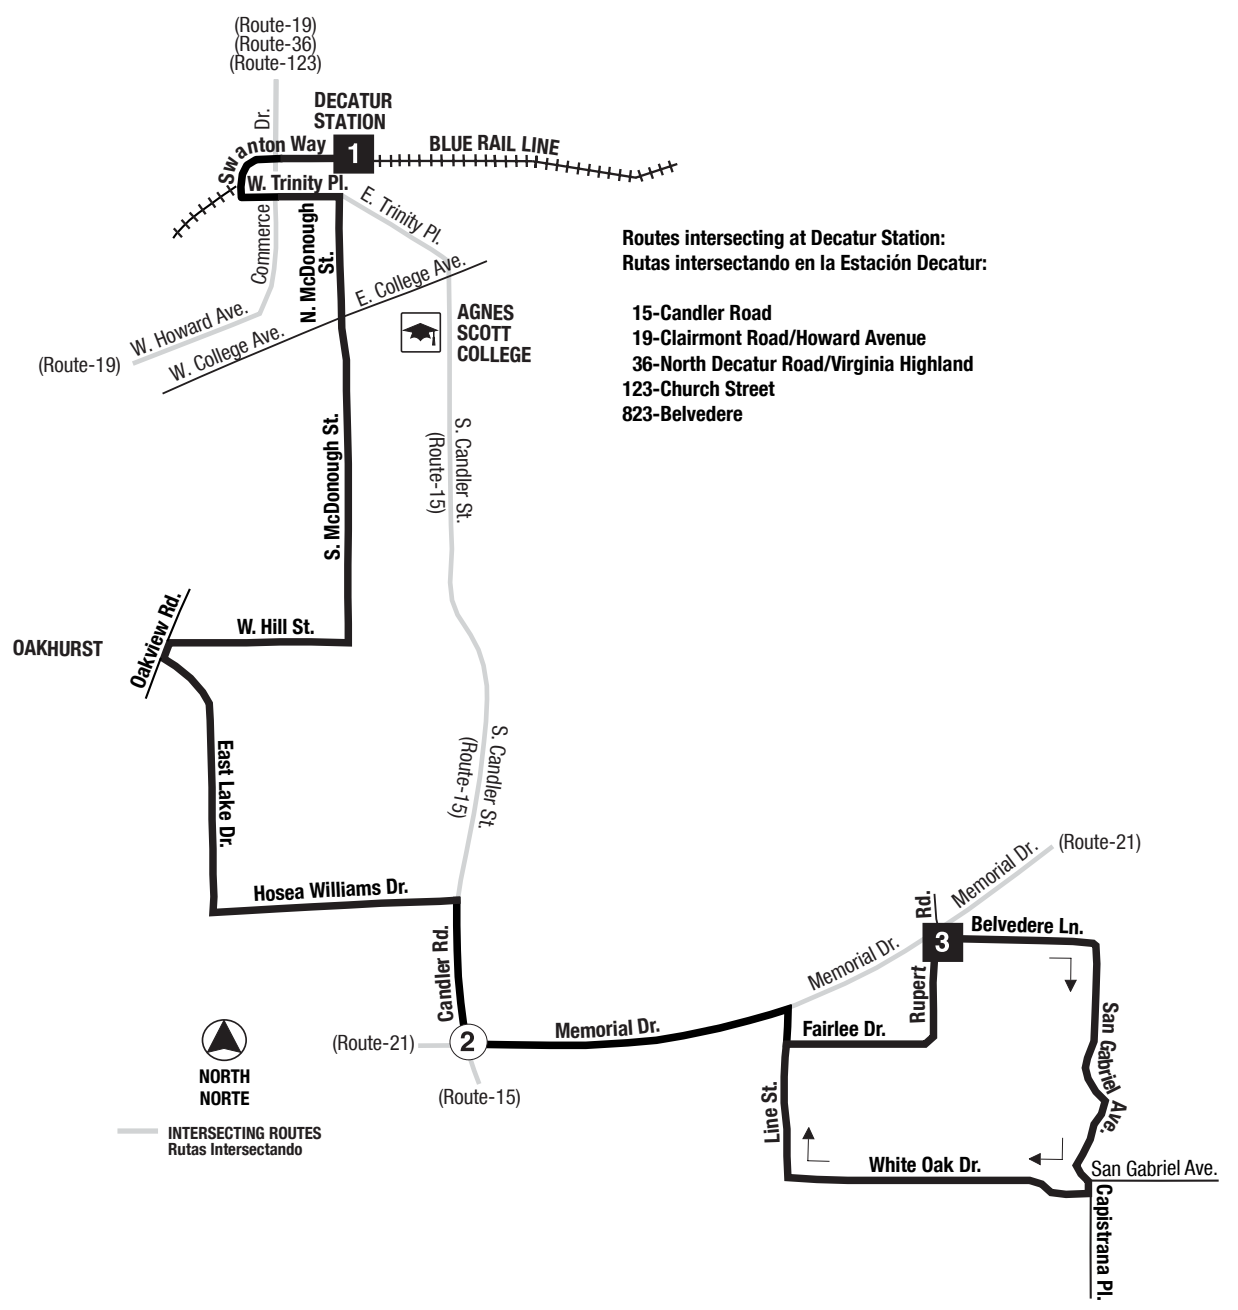 (Route-19)
(Route-36)
(Route-123)
Dr.
DECATUR
STATION
1
Swanton Way
BLUE RAIL LINE
W. Trinity Pl.
E. Trinity Pl.
Commerce
N. McDonough
St.
E. College Ave.
W. Howard Ave.
(Route-19)
W. College Ave.
AGNES
SCOTT
COLLEGE
Routes intersecting at Decatur Station:
Rutas intersectando en la Estación Decatur:
15-Candler Road
19-Clairmont Road/Howard Avenue
36-North Decatur Road/Virginia Highland
123-Church Street
823-Belvedere
S. McDonough St.
S. Candler St.
(Route-15)
OAKHURST
Oakview Rd.
W. Hill St.
East Lake Dr.
S. Candler St.
(Route-15)
Hosea Williams Dr.
Candler Rd.
(Route-21)
2
(Route-15)
Memorial Dr.
Memorial Dr.
Memorial Dr.
(Route-21)
Rd.
3
Rupert
Belvedere Ln.
Fairlee Dr.
Line St.
San Gabriel Ave.
White Oak Dr.
San Gabriel Ave.
Capistrana Pl.
NORTH
NORTE
INTERSECTING ROUTES
Rutas Intersectando